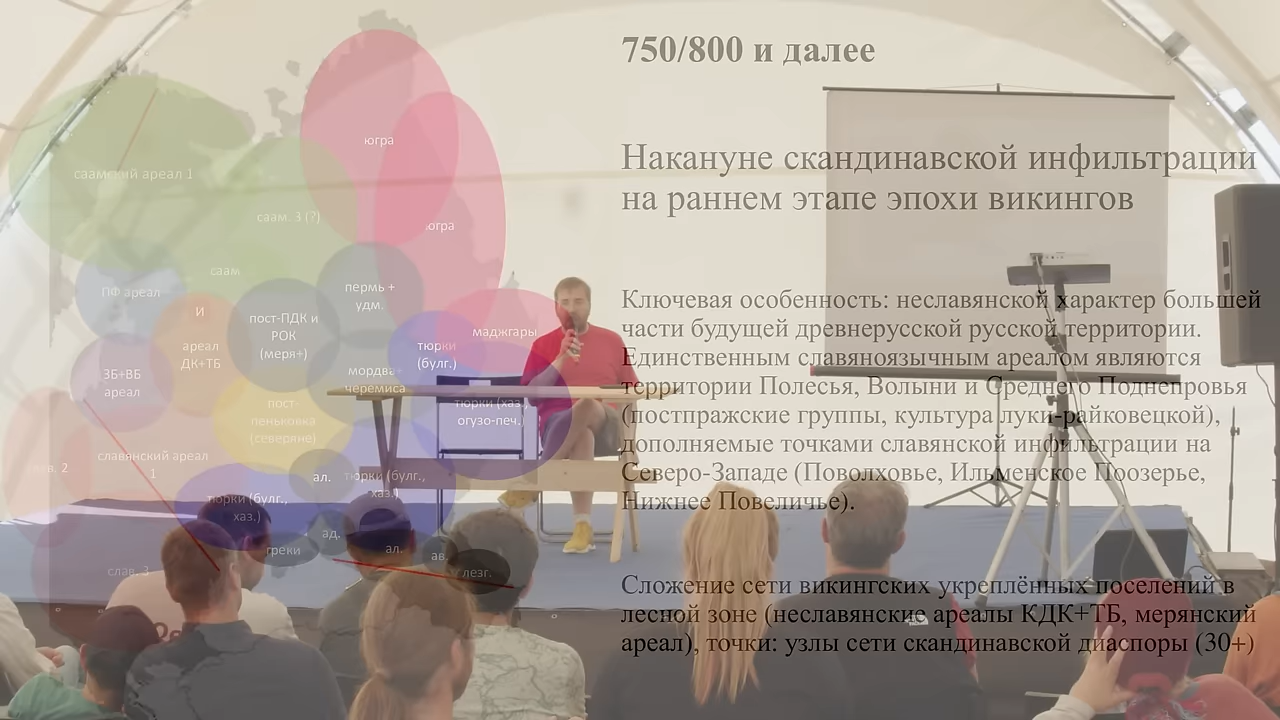 750/800 и далее
Накануне скандинавской инфильтрации
на раннем этапе эпохи викингов
Ключевая особенность: неславянской характер большей
части будущей древнерусской русской территории.
Единственным славяноязычным ареалом являются
территории Полесья, Волыни и Среднего Поднепровья
(постпражские группы, культура луки-райковецкой),
дополняемые точками славянской инфильтрации на
Северо-Западе (Поволховье, Ильменское Поозерье,
Нижнее Повеличье).
Сложение сети викингских укреплённых поселений в
лесной зоне (неславянские ареалы КДК+ТБ, мерянский
ареал), точки: узлы сети скандинавской диаспоры (30+)
югра
саамский ареал 1
саам. 3 (?)
югра
саам
ПФ ареал
пермь +
удм.
И
ареал
ДК+ТБ
пост-ПДК и
РОК
(меря+)
маджгары
тюрки
(булг.)
ЗБ+ВБ
ареал
мордва+
черемиса
пост-
пеньковка
(северяне)
тюрки (хаз.,
огузо-печ.)
славянский ареал
1
2
ал.
тюрки (булг.,
хаз.)
тюрки (булг.,
хаз.)
ад.
греки
ал.
ав.
лезг.
слав. 3